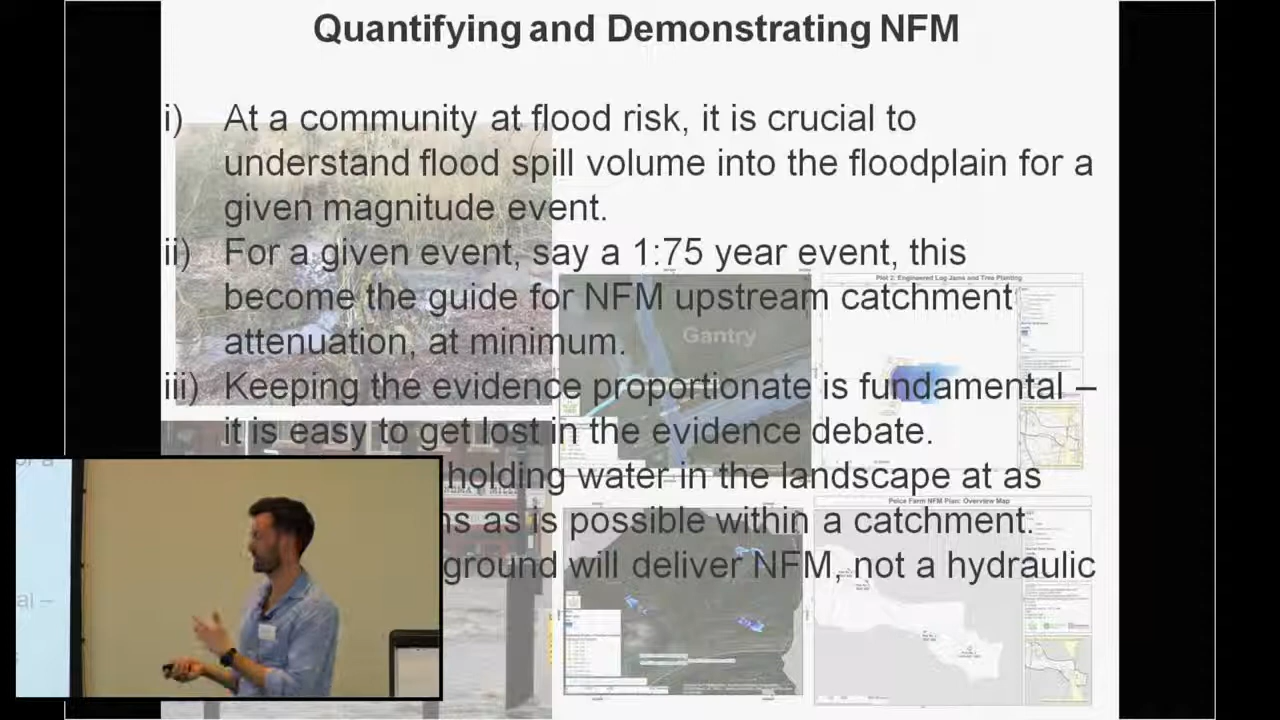 Quantifying and Demonstrating NFM
i) At a community at flood risk, it is crucial to
understand flood spill volume into the floodplain for a
given magnitude event.
ii) For a given event, say a 1:75 year event, this
become the guide for NFM upstream catchment
attenuation, at minimum.
iii) Keeping the evidence proportionate is fundamental –
it is easy to get lost in the evidence debate.
holding water in the landscape at as
ns as is possible within a catchment.
ground will deliver NFM, not a hydraulic
Plot 2. Engineered Log Jams and Tree Planting
Gantry
NFM Plan: Overview Map